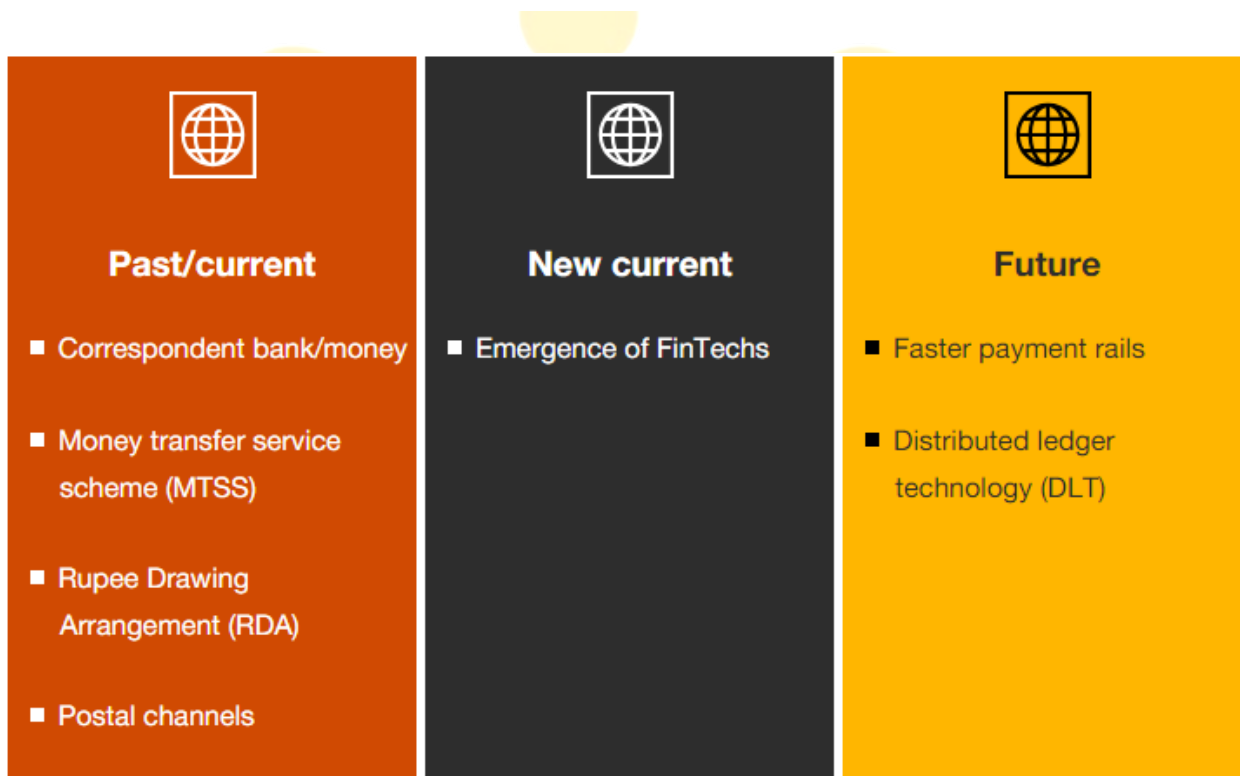 Past/current
Correspondent bank/money
Money transfer service
scheme (MTSS)
Rupee Drawing
Arrangement (RDA)
Postal channels
New current
Emergence of FinTechs
Future
Faster payment rails
Distributed ledger
technology (DLT)